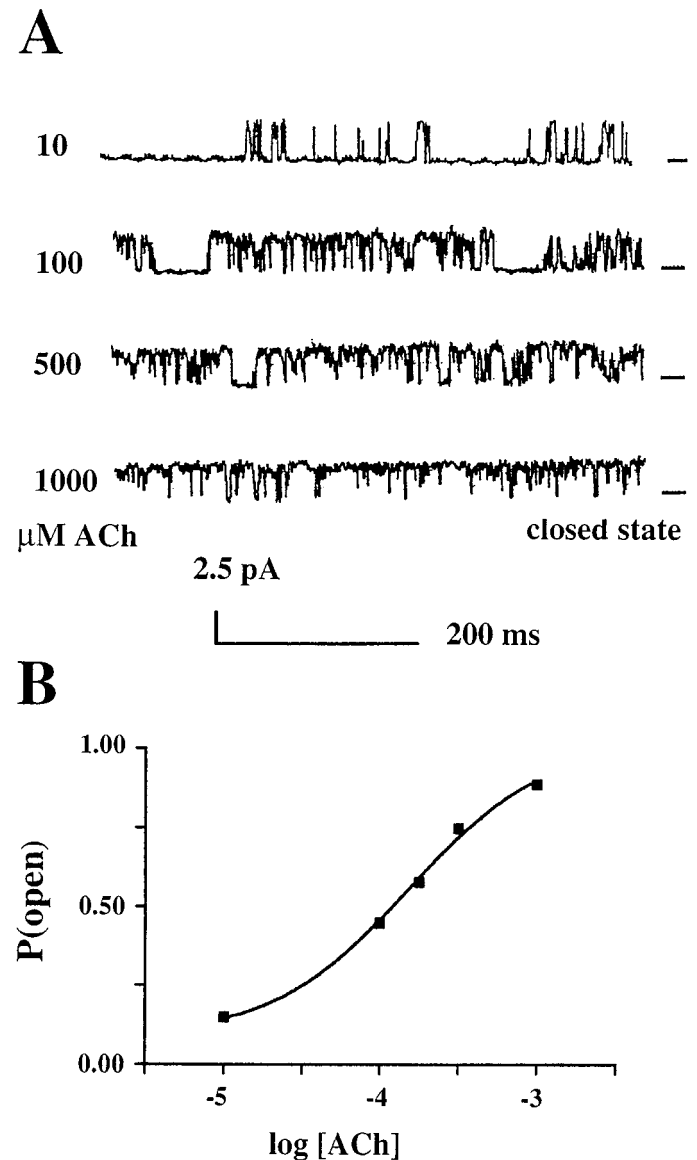 A
10
100
500
1000
μM ACh
closed state
2.5 pA
200 ms
B
1.00
0.50
0.00
P(open)
-5
-4
-3
log [ACh]